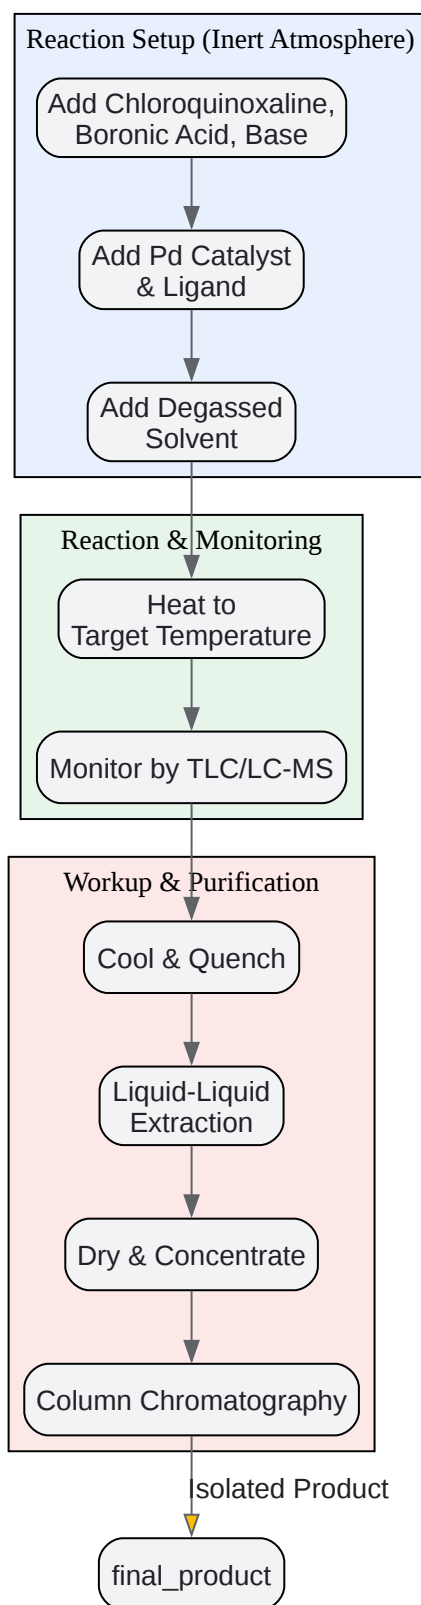 Reaction Setup (Inert Atmosphere)
Add Chloroquinoxaline,
Boronic Acid, Base
Add Pd Catalyst
& Ligand
Add Degassed
Solvent
Reaction & Monitoring
Heat to
Target Temperature
Monitor by TLC/LC-MS
Workup & Purification
Cool & Quench
Liquid-Liquid
Extraction
Dry & Concentrate
Column Chromatography
Isolated Product
final_product